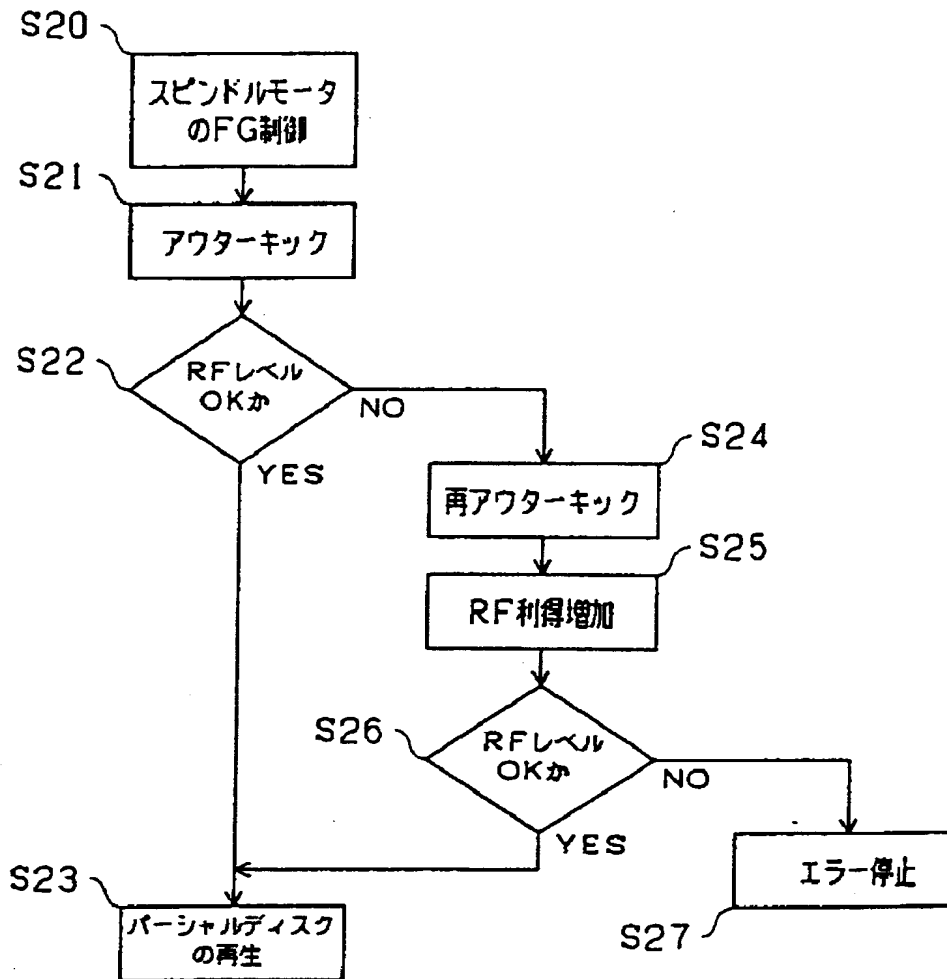 S20
スピンドルモータ
のFG制御
S21
アウターキック
S22
RFレベル
OKか
NO
YES
S24
再アウターキック
S25
RF利得増加
S26
RFレベル
OKか
NO
YES
S23
パーシャルディスク
の再生
エラー停止
S27